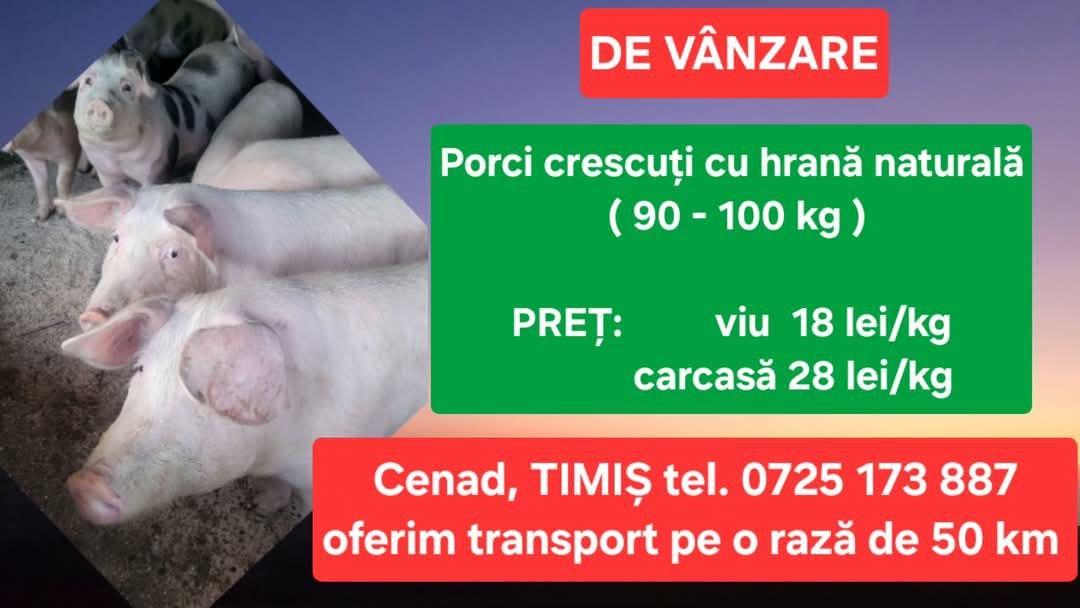 DE VÂNZARE
Porci crescuți cu hrană naturală
( 90 - 100 kg )
PREȚ: viu 18 lei/kg
carcasă 28 lei/kg
Cenad, TIMIȘ tel. 0725 173 887
oferim transport pe o rază de 50 km